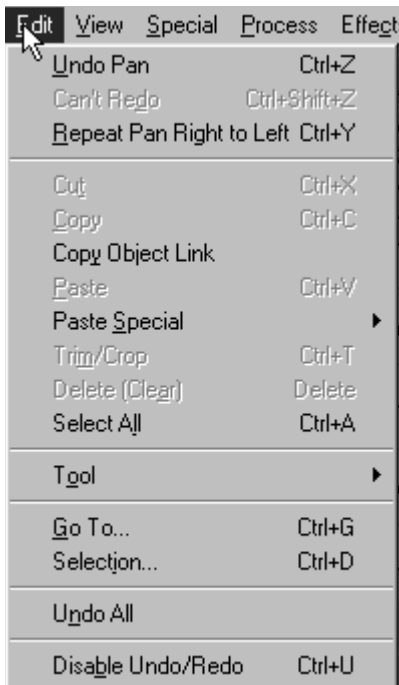 Edit View Special Process Effect
Undo Pan Ctrl+Z
Can't Redo Ctrl+Shift+Z
Repeat Pan Right to Left Ctrl+Y
Cut Ctrl+X
Copy Ctrl+C
Copy Object Link
Paste Ctrl+V
Paste Special
Trim/Crop Ctrl+T
Delete (Clear) Delete
Select All Ctrl+A
Tool
Go To... Ctrl+G
Selection... Ctrl+D
Undo All
Disable Undo/Redo Ctrl+U